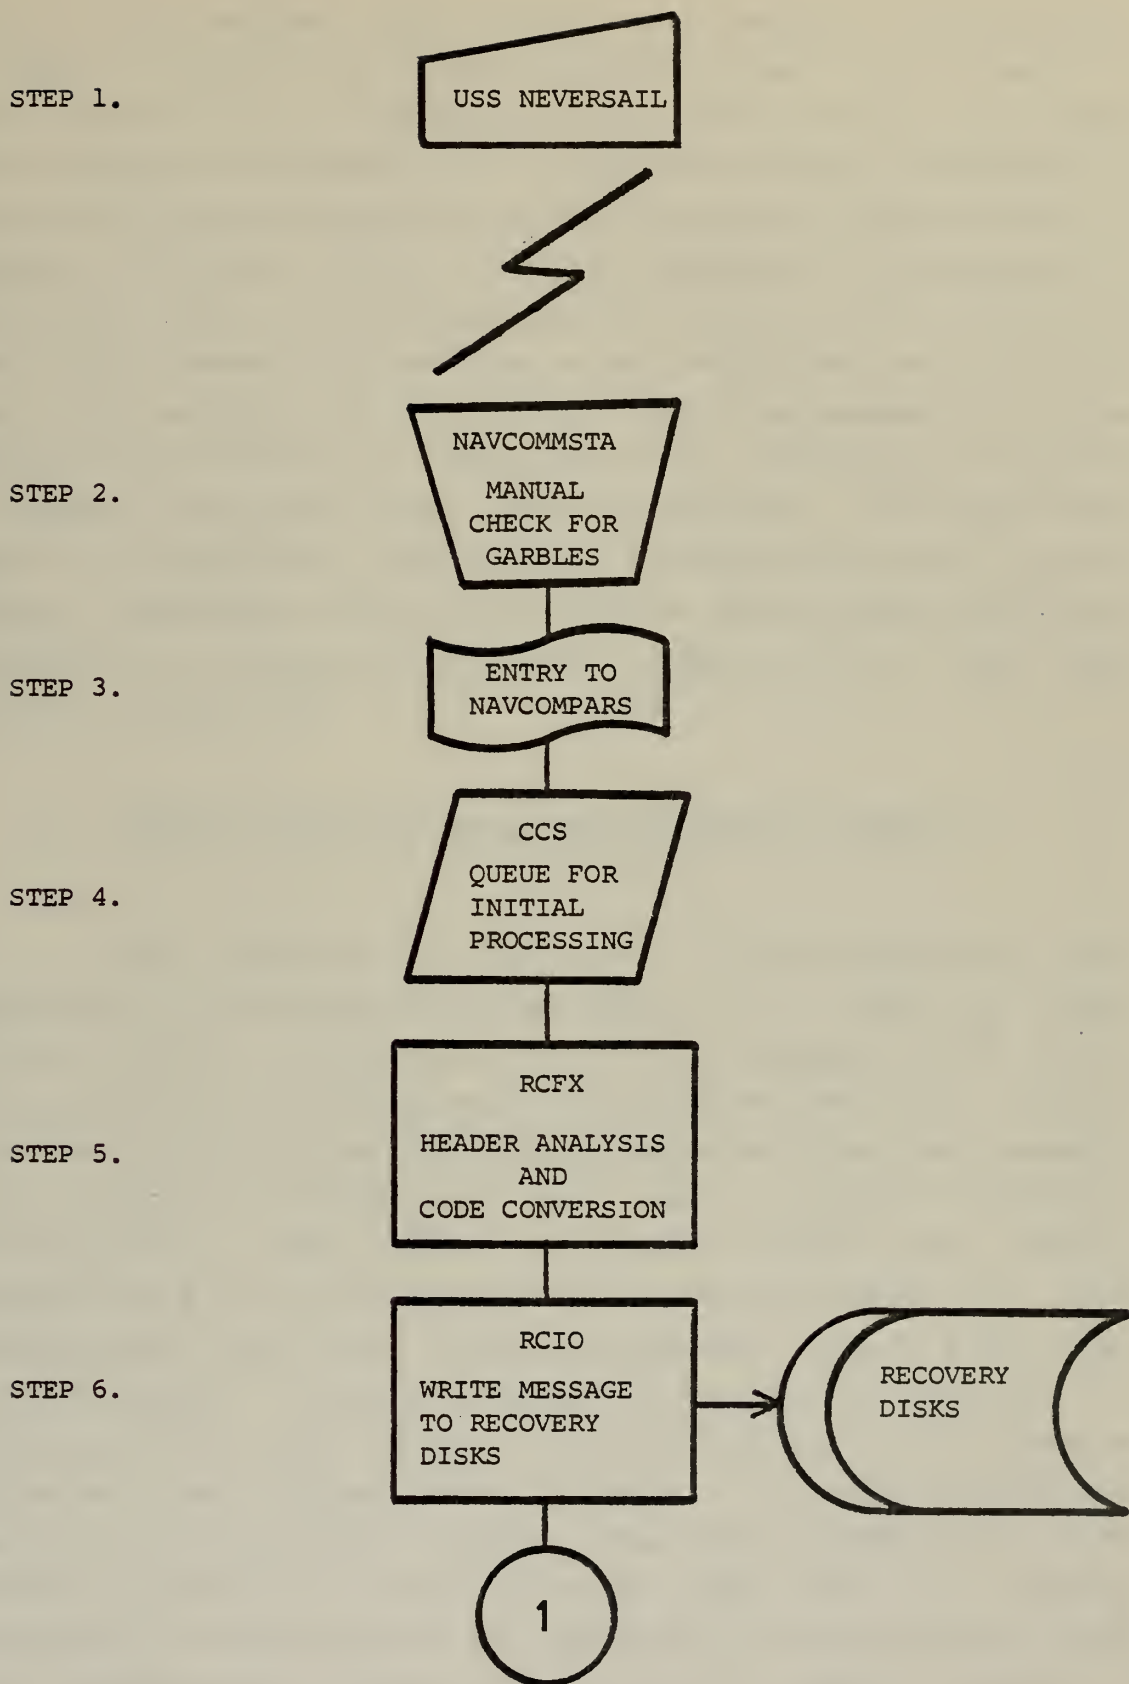 STEP 1.
USS NEVERSAIL
STEP 2.
NAVCOMMSTA
MANUAL
CHECK FOR
GARBLES
STEP 3.
ENTRY TO
NAVCOMPARS
STEP 4.
CCS
QUEUE FOR
INITIAL
PROCESSING
STEP 5.
RCFX
HEADER ANALYSIS
AND
CODE CONVERSION
STEP 6.
RCIO
WRITE MESSAGE
TO RECOVERY
DISKS
RECOVERY
DISKS
1